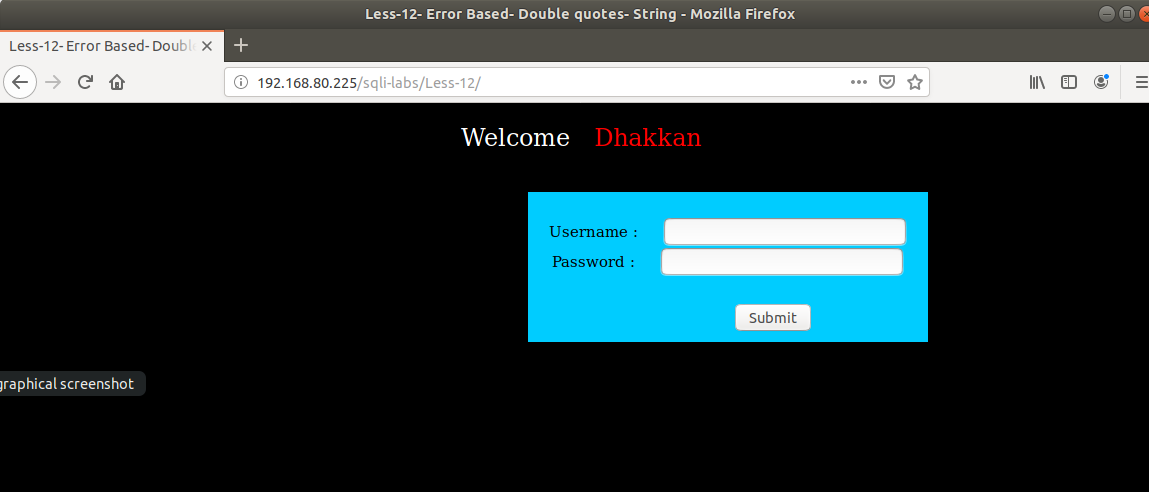 Less-12- Error Based- Double quotes- String - Mozilla Firefox
Less-12- Error Based- Doubl
192.168.80.225/sqli-labs/Less-12/
Welcome Dhakkan
Username :
Password :
Submit
graphical screenshot